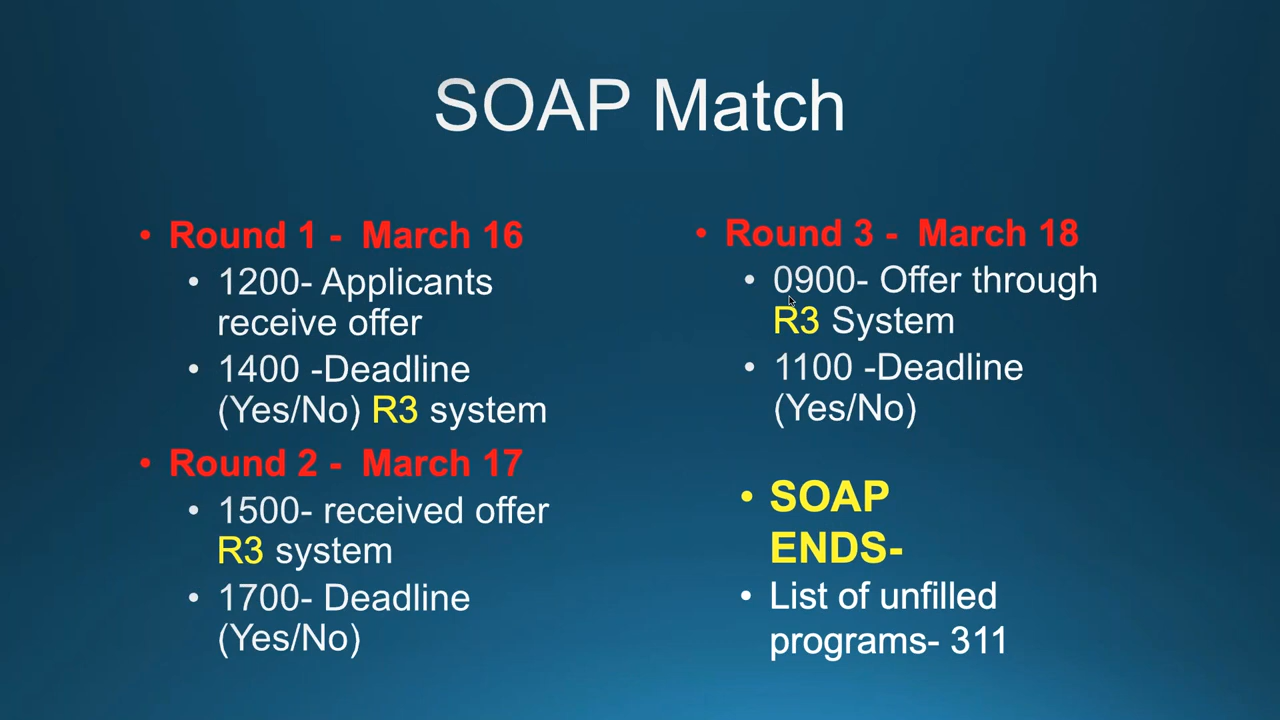 SOAP Match
• Round 1 -  March 16
• 1200- Applicants
receive offer
• 1400 -Deadline
(Yes/No) R3 system
• Round 2 -  March 17
• 1500- received offer
R3 system
• 1700- Deadline
(Yes/No)
• Round 3 -  March 18
• 0900- Offer through
R3 System
• 1100 -Deadline
(Yes/No)
• SOAP
ENDS-
• List of unfilled
programs- 311